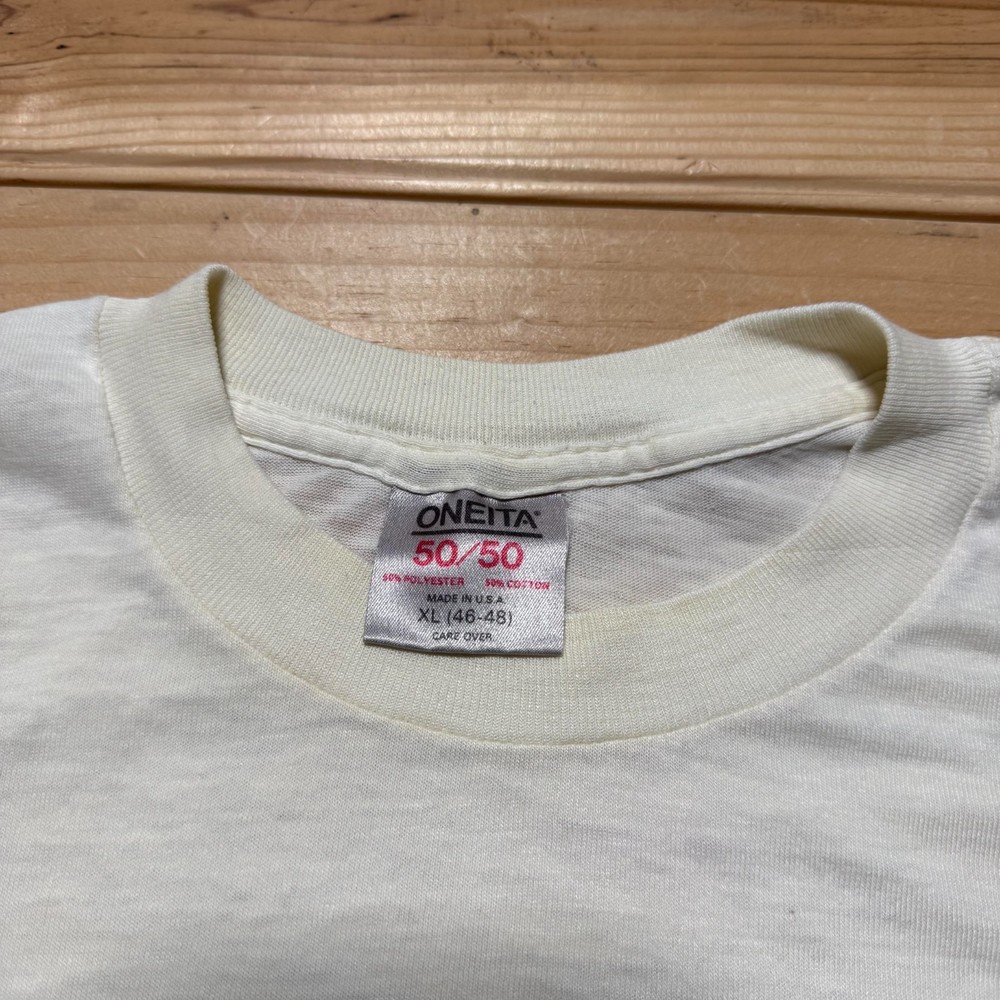 ONEITA®
50/50
50% POLYESTER 50% COTTON
MADE IN U.S.A.
XL (46-48)
CARE OVER